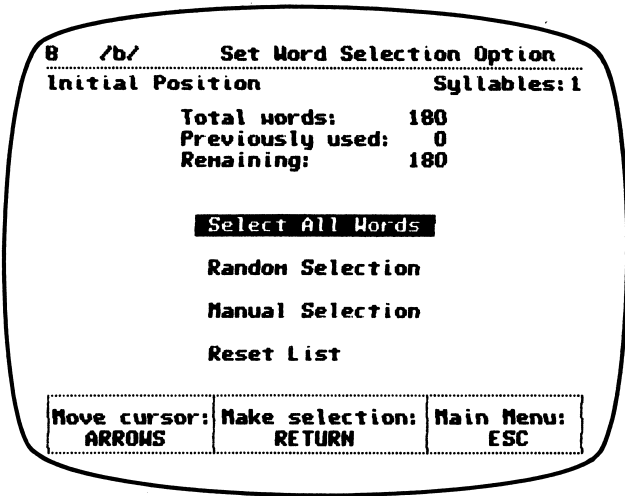 B /b/ Set Word Selection Option
Initial Position Syllables:1
Total words: 180
Previously used: 0
Remaining: 180
Select All Words
Random Selection
Manual Selection
Reset List
Move cursor: Make selection: Main Menu:
ARROWS RETURN ESC